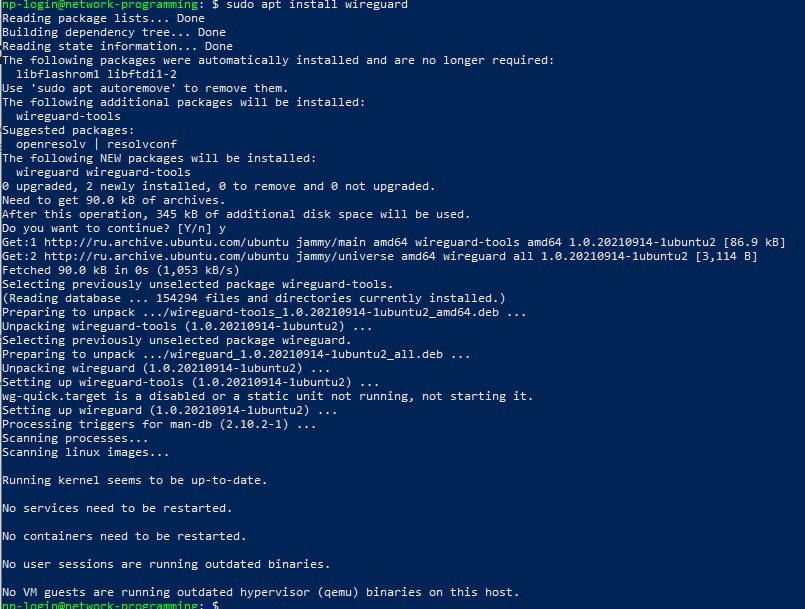 np-login@network-programming: $ sudo apt install wireguard
Reading package lists... Done
Building dependency tree... Done
Reading state information... Done
The following packages were automatically installed and are no longer required:
  libflashrom1 libftdi1-2
Use 'sudo apt autoremove' to remove them.
The following additional packages will be installed:
  wireguard-tools
Suggested packages:
  openresolv | resolvconf
The following NEW packages will be installed:
  wireguard wireguard-tools
0 upgraded, 2 newly installed, 0 to remove and 0 not upgraded.
Need to get 90.0 kB of archives.
After this operation, 345 kB of additional disk space will be used.
Do you want to continue? [Y/n] y
Get:1 http://ru.archive.ubuntu.com/ubuntu jammy/main amd64 wireguard-tools amd64 1.0.20210914-1ubuntu2 [86.9 kB]
Get:2 http://ru.archive.ubuntu.com/ubuntu jammy/universe amd64 wireguard all 1.0.20210914-1ubuntu2 [3,114 B]
Fetched 90.0 kB in 0s (1,053 kB/s)
Selecting previously unselected package wireguard-tools.
(Reading database ... 154294 files and directories currently installed.)
Preparing to unpack .../wireguard-tools_1.0.20210914-1ubuntu2_amd64.deb ...
Unpacking wireguard-tools (1.0.20210914-1ubuntu2) ...
Selecting previously unselected package wireguard.
Preparing to unpack .../wireguard_1.0.20210914-1ubuntu2_all.deb ...
Unpacking wireguard (1.0.20210914-1ubuntu2) ...
Setting up wireguard-tools (1.0.20210914-1ubuntu2) ...
wg-quick.target is a disabled or a static unit not running, not starting it.
Setting up wireguard (1.0.20210914-1ubuntu2) ...
Processing triggers for man-db (2.10.2-1) ...
Scanning processes...
Scanning linux images...
Running kernel seems to be up-to-date.
No services need to be restarted.
No containers need to be restarted.
No user sessions are running outdated binaries.
No VM guests are running outdated hypervisor (qemu) binaries on this host.
np-login@network-programming: $